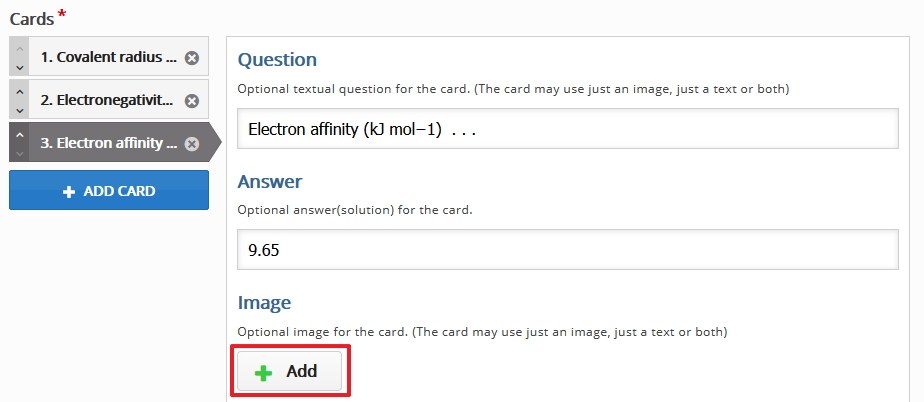 Cards *
1. Covalent radius ...
2. Electronegativit...
3. Electron affinity ...
ADD CARD
Question
Optional textual question for the card. (The card may use just an image, just a text or both)
Electron affinity (kJ mol−1)  . . .
Answer
Optional answer(solution) for the card.
9.65
Image
Optional image for the card. (The card may use just an image, just a text or both)
Add